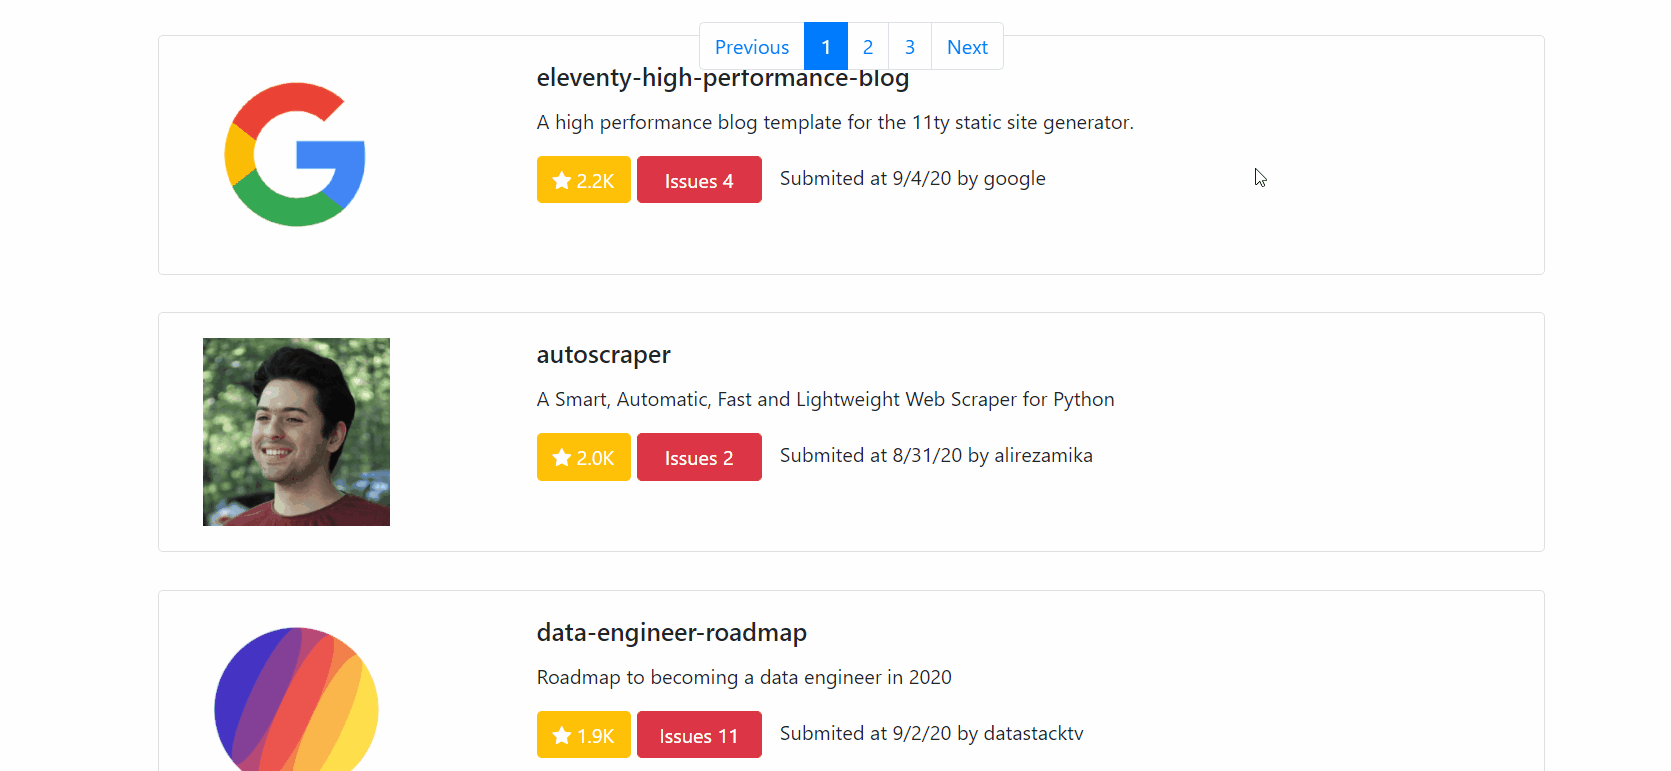 Previous 1 2 3 Next
eleventy-high-performance-blog
A high performance blog template for the 11ty static site generator.
2.2K Issues 4 Submited at 9/4/20 by google
autoscraper
A Smart, Automatic, Fast and Lightweight Web Scraper for Python
2.0K Issues 2 Submited at 8/31/20 by alirezamika
data-engineer-roadmap
Roadmap to becoming a data engineer in 2020
1.9K Issues 11 Submited at 9/2/20 by datastacktv